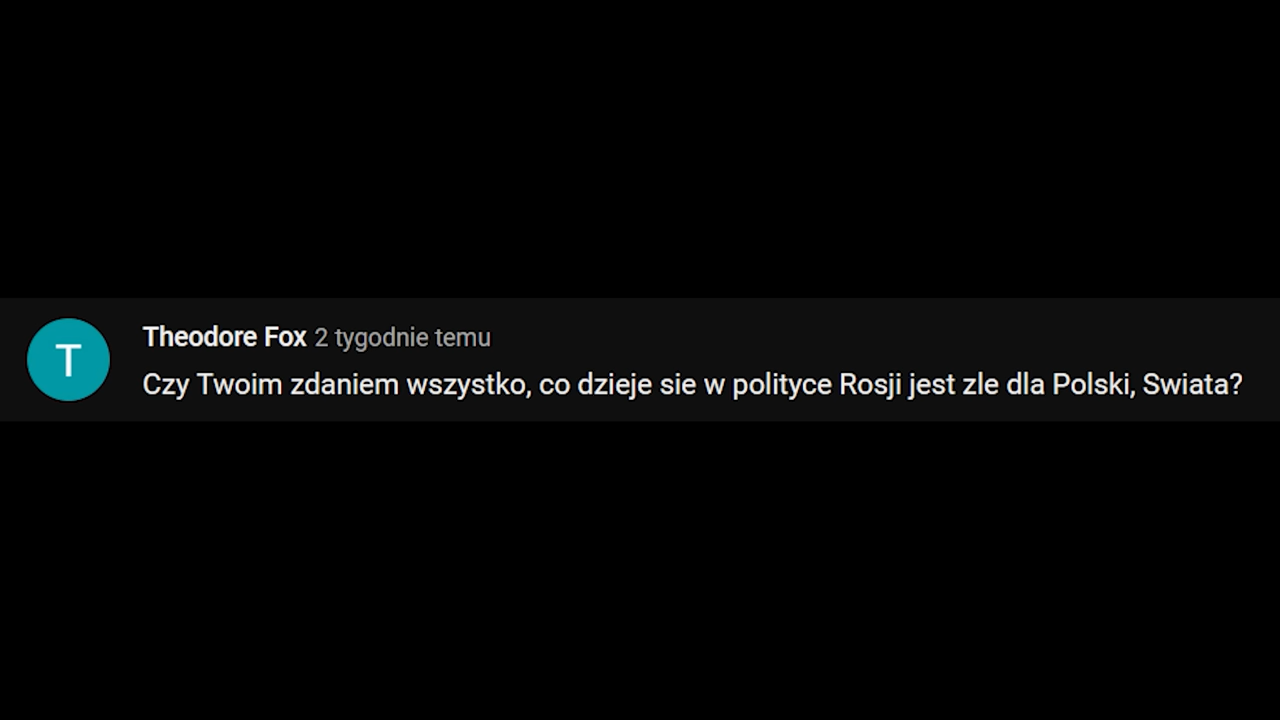 T
Theodore Fox 2 tygodnie temu
Czy Twoim zdaniem wszystko, co dzieje sie w polityce Rosji jest zle dla Polski, Swiata?